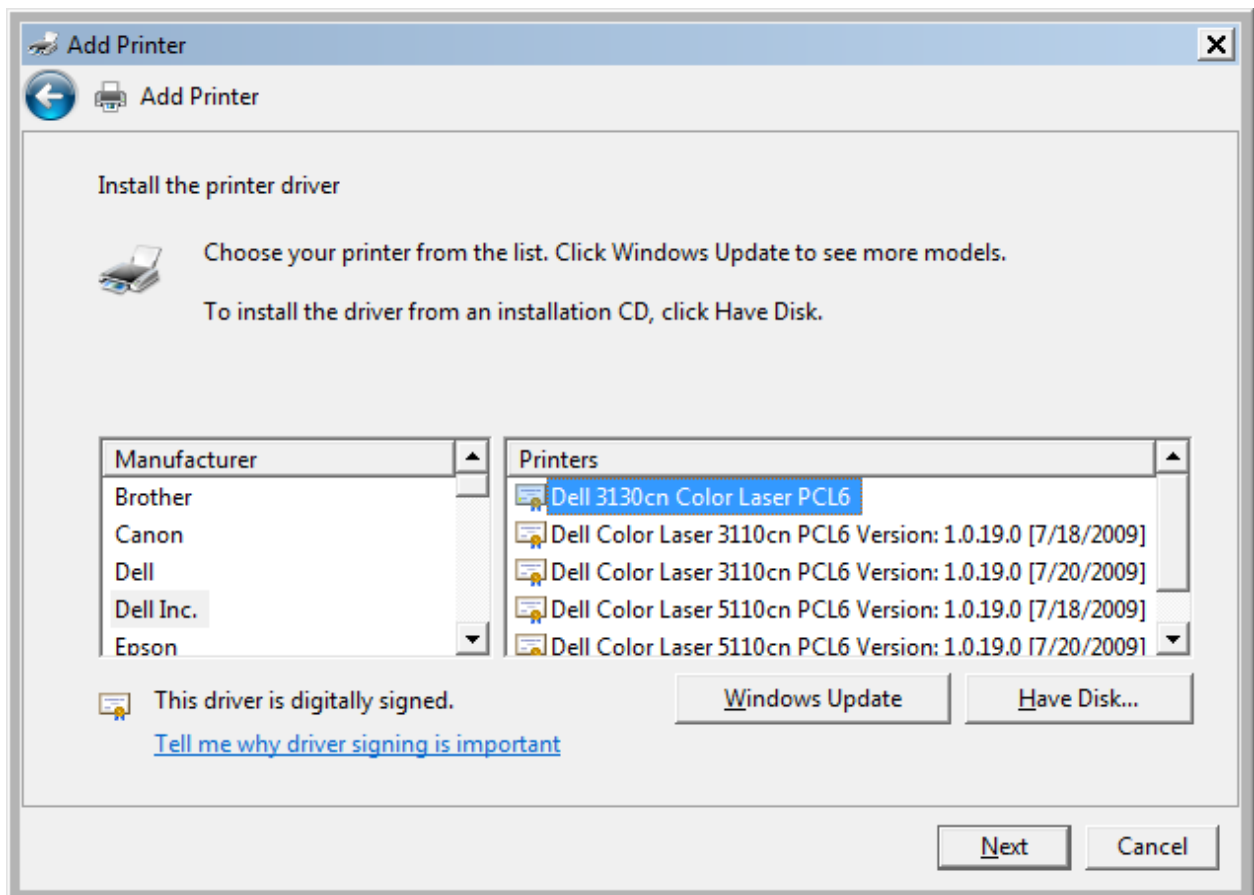 Add Printer
Add Printer
Install the printer driver
Choose your printer from the list. Click Windows Update to see more models.
To install the driver from an installation CD, click Have Disk.
Manufacturer
Brother
Canon
Dell
Dell Inc.
Epson
Printers
Dell 3130cn Color Laser PCL6
Dell Color Laser 3110cn PCL6 Version: 1.0.19.0 [7/18/2009]
Dell Color Laser 3110cn PCL6 Version: 1.0.19.0 [7/20/2009]
Dell Color Laser 5110cn PCL6 Version: 1.0.19.0 [7/18/2009]
Dell Color Laser 5110cn PCL6 Version: 1.0.19.0 [7/20/2009]
This driver is digitally signed.
Tell me why driver signing is important
Windows Update
Have Disk...
Next
Cancel